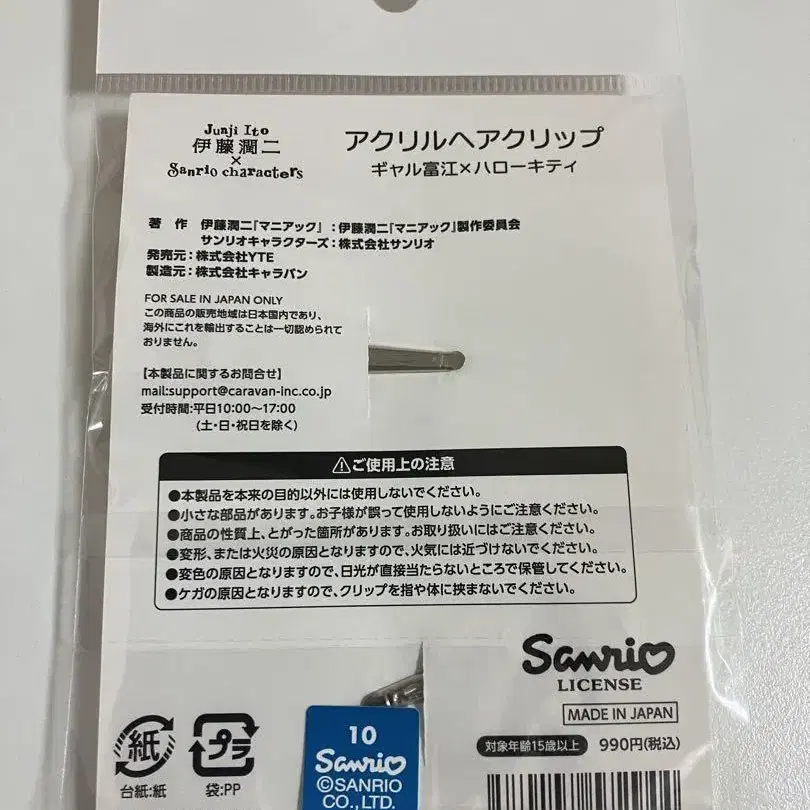 Junji Ito
伊藤潤二
×
Sanrio characters
アクリルヘアクリップ
ギャル富江×ハローキティ
著 作 伊藤潤二『マニアック』:伊藤潤二『マニアック』製作委員会
サンリオキャラクターズ:株式会社サンリオ
発売元:株式会社YTE
製造元:株式会社キャラバン
FOR SALE IN JAPAN ONLY
この商品の販売地域は日本国内であり、
海外にこれを輸出することは一切認められて
おりません。
【本製品に関するお問合せ】
mail:support@caravan-inc.co.jp
受付時間:平日10:00〜17:00
(土・日・祝日を除く)
⚠ご使用上の注意
●本製品を本来の目的以外には使用しないでください。
●小さな部品があります。お子様が誤って使用しないようにご注意ください。
●商品の性質上、とがった箇所があります。お取り扱いにはご注意ください。
●変形、または火災の原因となりますので、火気には近づけないでください。
●変色の原因となりますので、日光が直接当たらないところで保管してください。
●ケガの原因となりますので、クリップを指や体に挟まないでください。
Sanrio
LICENSE
MADE IN JAPAN
対象年齢15歳以上 990円(税込)
紙
台紙:紙
プラ
袋:PP
10
Sanrio
©SANRIO
CO., LTD.